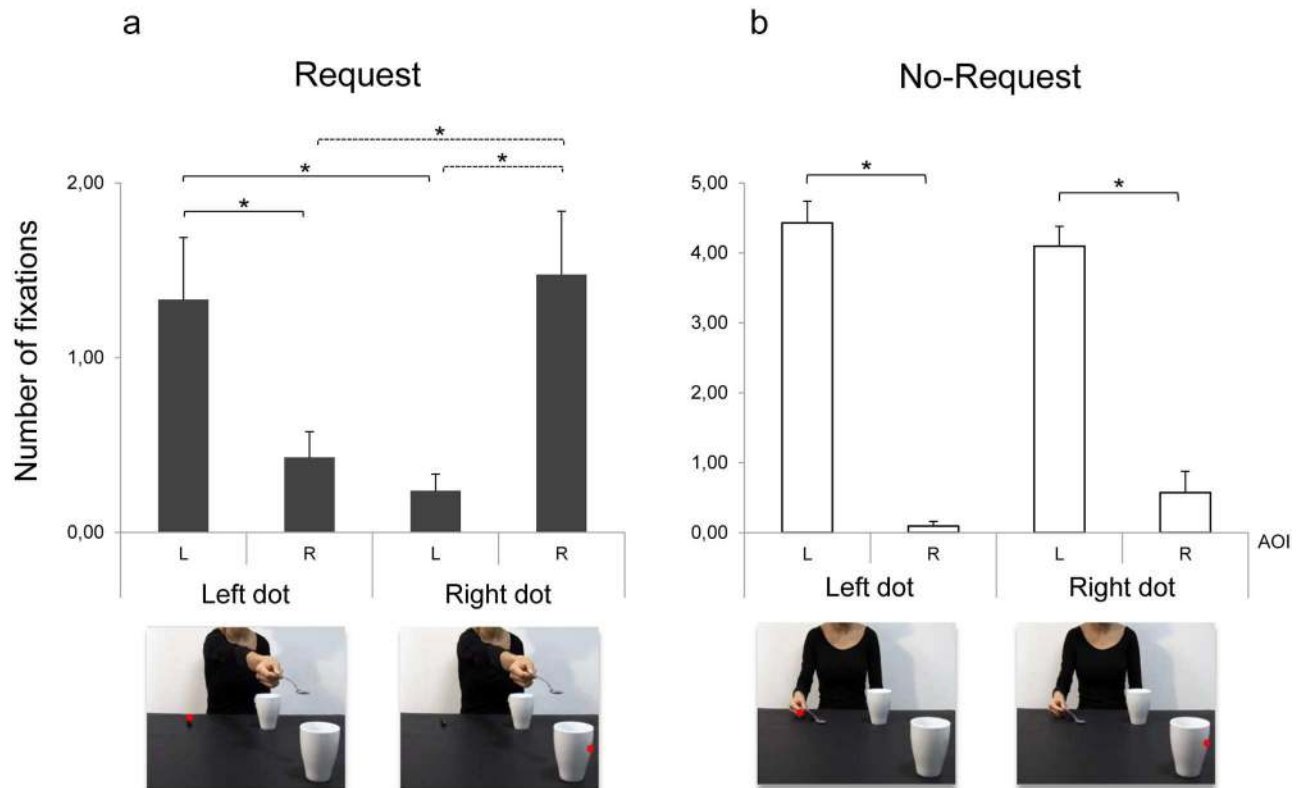 a
Request
*
*
*
*
Number of fixations
2,00
1,00
0,00
L R L R
Left dot Right dot
b
No-Request
*
*
5,00
4,00
3,00
2,00
1,00
0,00
L R L R AOI
Left dot Right dot